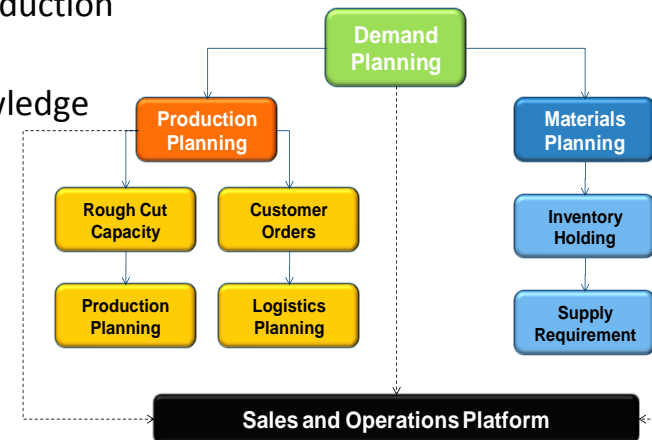 duction
Demand
Planning
wledge
Production
Planning
Materials
Planning
Rough Cut
Capacity
Customer
Orders
Inventory
Holding
Production
Planning
Logistics
Planning
Supply
Requirement
Sales and Operations Platform